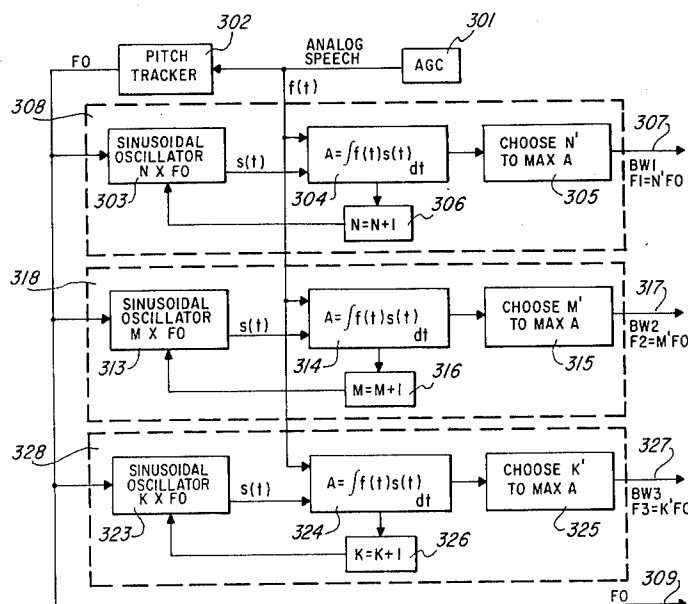 302
301
FO
PITCH
TRACKER
ANALOG
SPEECH
AGC
f(t)
308
SINUSOIDAL
OSCILLATOR
N X FO
303
s(t)
A=∫f(t)s(t)
dt
304
CHOOSE N'
TO MAX A
305
307
BW1
F1=N'FO
N=N+1
306
318
SINUSOIDAL
OSCILLATOR
M X FO
313
s(t)
A=∫f(t)s(t)
dt
314
CHOOSE M'
TO MAX A
315
317
BW2
F2=M'FO
M=M+1
316
328
SINUSOIDAL
OSCILLATOR
K X FO
323
s(t)
A=∫f(t)s(t)
dt
324
CHOOSE K'
TO MAX A
325
327
BW3
F3=K'FO
K=K+1
326
FO
309